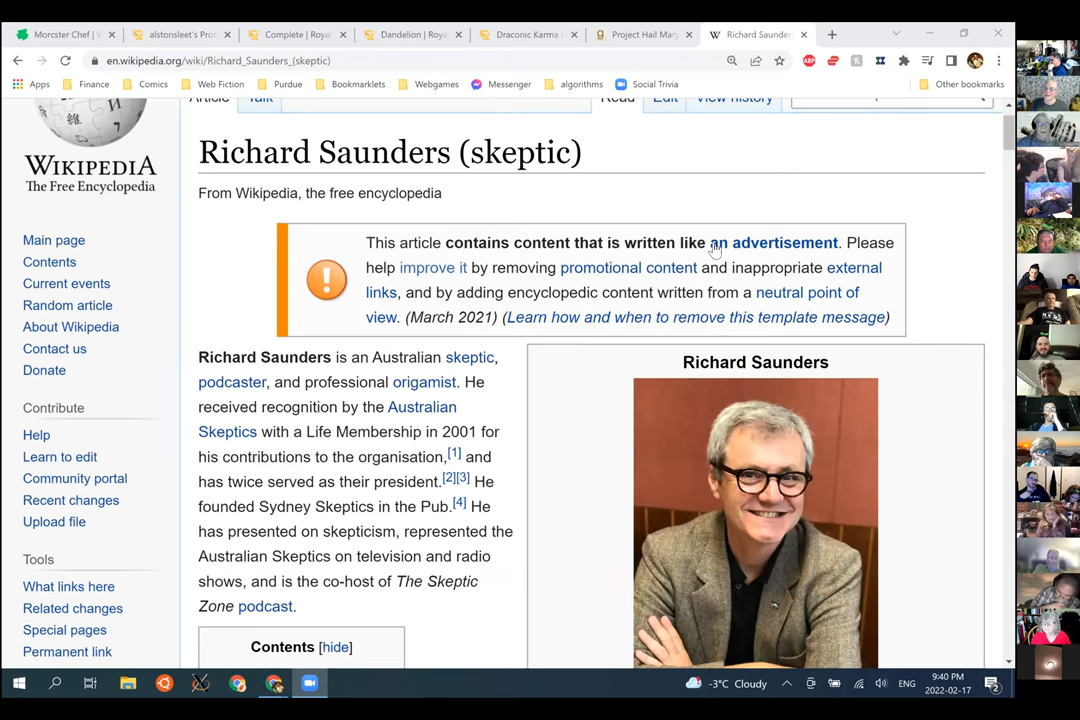 Morcster Chef | W
alstonsleet's Prof
Complete | Royal
Dandelion | Roya
Draconic Karma
Project Hail Mary
Richard Saunders
en.wikipedia.org/wiki/Richard_Saunders_(skeptic)
Apps
Finance
Comics
Web Fiction
Purdue
Bookmarklets
Webgames
Messenger
algorithms
Social Trivia
Other bookmarks
Article
Talk
Read
Edit
View history
WIKIPEDIA
The Free Encyclopedia
Main page
Contents
Current events
Random article
About Wikipedia
Contact us
Donate
Contribute
Help
Learn to edit
Community portal
Recent changes
Upload file
Tools
What links here
Related changes
Special pages
Permanent link
Richard Saunders (skeptic)
From Wikipedia, the free encyclopedia
This article contains content that is written like an advertisement. Please
help improve it by removing promotional content and inappropriate external
links, and by adding encyclopedic content written from a neutral point of
view. (March 2021) (Learn how and when to remove this template message)
Richard Saunders is an Australian skeptic,
podcaster, and professional origamist. He
received recognition by the Australian
Skeptics with a Life Membership in 2001 for
his contributions to the organisation,[1] and
has twice served as their president.[2][3] He
founded Sydney Skeptics in the Pub.[4] He
has presented on skepticism, represented the
Australian Skeptics on television and radio
shows, and is the co-host of The Skeptic
Zone podcast.
Contents [hide]
Richard Saunders
-3°C Cloudy
ENG
9:40 PM
2022-02-17
2